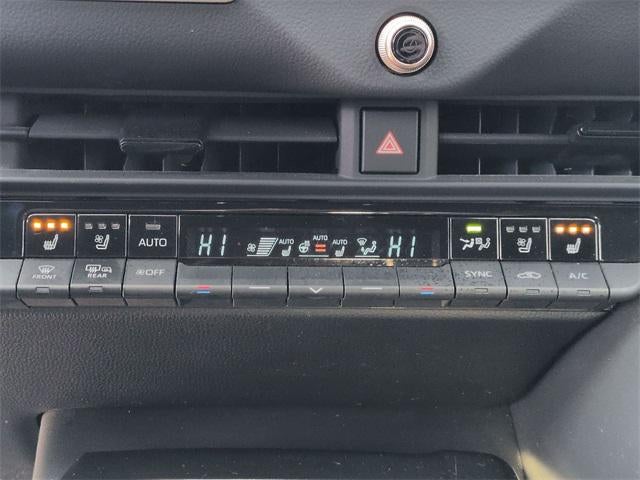 AUTO HI AUTO AUTO AUTO HI
FRONT REAR OFF SYNC A/C